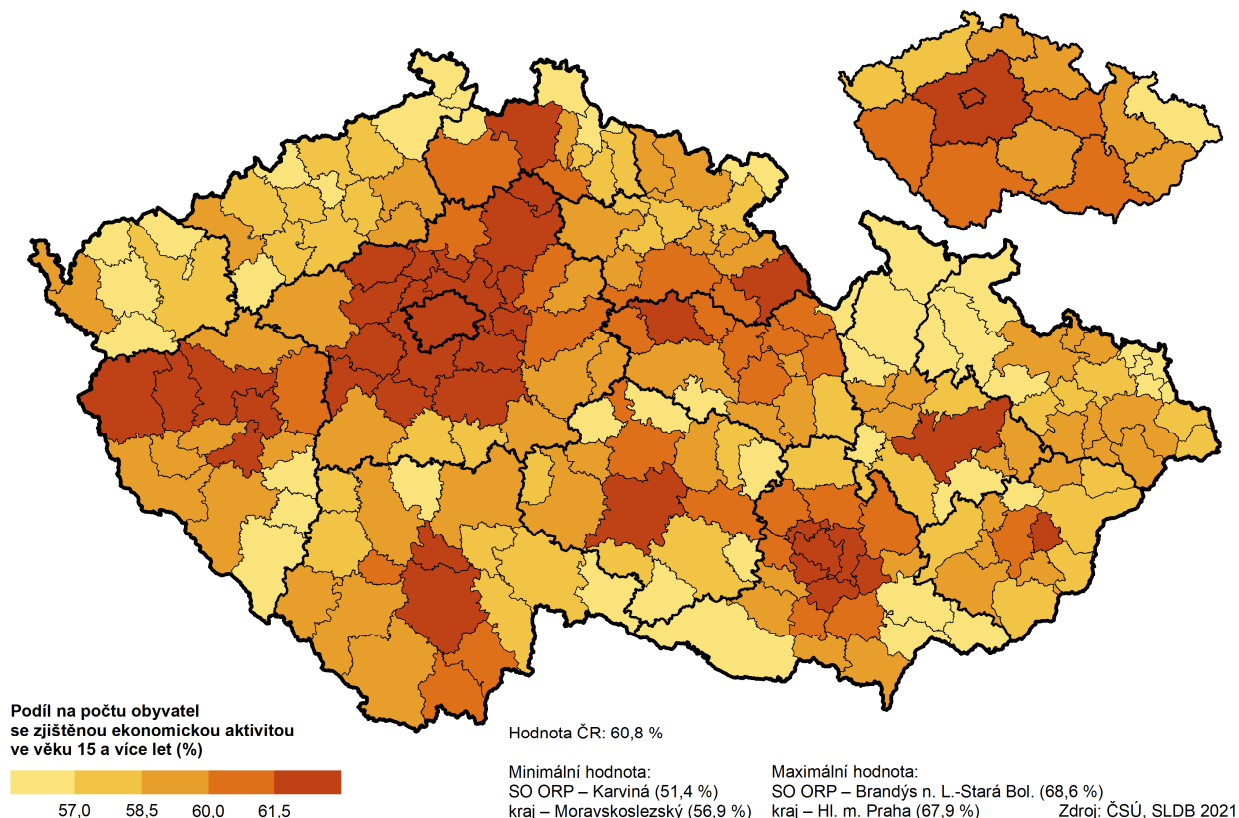 Podíl na počtu obyvatel
se zjištěnou ekonomickou aktivitou
ve věku 15 a více let (%)
57,0 58,5 60,0 61,5
Hodnota ČR: 60,8 %
Minimální hodnota:
SO ORP – Karviná (51,4 %)
kraj – Moravskoslezský (56,9 %)
Maximální hodnota:
SO ORP – Brandýs n. L.-Stará Bol. (68,6 %)
kraj – Hl. m. Praha (67,9 %)
Zdroj: ČSÚ, SLDB 2021